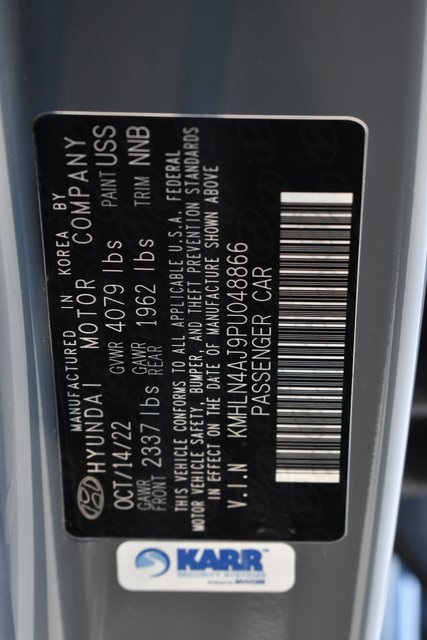 MANUFACTURED IN KOREA BY
HYUNDAI MOTOR COMPANY
OCT/14/22 GVWR 4079 lbs PAINT USS
GAWR FRONT 2337 lbs GAWR REAR 1962 lbs TRIM NNB
THIS VEHICLE CONFORMS TO ALL APPLICABLE U.S.A. FEDERAL
MOTOR VEHICLE SAFETY, BUMPER, AND THEFT PREVENTION STANDARDS
IN EFFECT ON THE DATE OF MANUFACTURE SHOWN ABOVE
V.I.N KMHLN4AJ9PU048866
PASSENGER CAR
KARR
SECURITY SYSTEMS